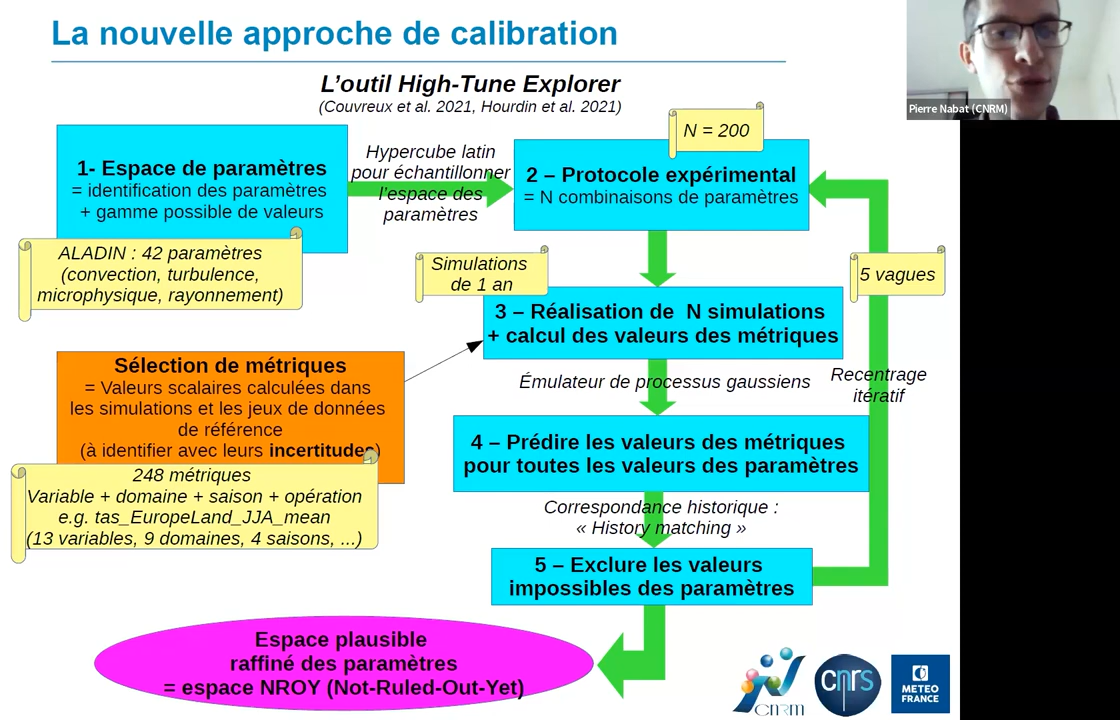 La nouvelle approche de calibration
L'outil High-Tune Explorer
(Couvreux et al. 2021, Hourdin et al. 2021)
Pierre Nabat (CNRM)
1- Espace de paramètres
= identification des paramètres
+ gamme possible de valeurs
ALADIN : 42 paramètres
(convection, turbulence,
microphysique, rayonnement)
Hypercube latin
pour échantillonner
l'espace des
paramètres
N = 200
2 – Protocole expérimental
= N combinaisons de paramètres
Simulations
de 1 an
5 vagues
3 – Réalisation de N simulations
+ calcul des valeurs des métriques
Sélection de métriques
= Valeurs scalaires calculées dans
les simulations et les jeux de données
de référence
(à identifier avec leurs incertitudes)
248 métriques
Variable + domaine + saison + opération
e.g. tas_EuropeLand_JJA_mean
(13 variables, 9 domaines, 4 saisons, ...)
Émulateur de processus gaussiens
Recentrage
itératif
4 – Prédire les valeurs des métriques
pour toutes les valeurs des paramètres
Correspondance historique :
« History matching »
5 – Exclure les valeurs
impossibles des paramètres
Espace plausible
raffiné des paramètres
= espace NROY (Not-Ruled-Out-Yet)
CNRM
cnrs
METEO
FRANCE